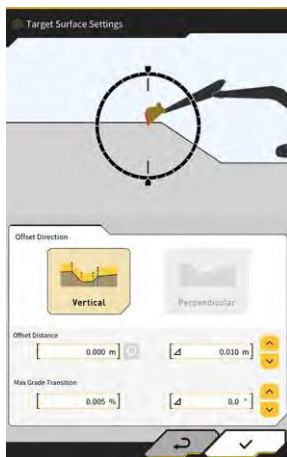 Target Surface Settings
Offset Direction
Vertical
Perpendicular
Offset Distance
[ 0.000 m] [⊿ 0.010 m]
Max Grade Transition
[ 0.005 %] [⊿ 0.0 °]